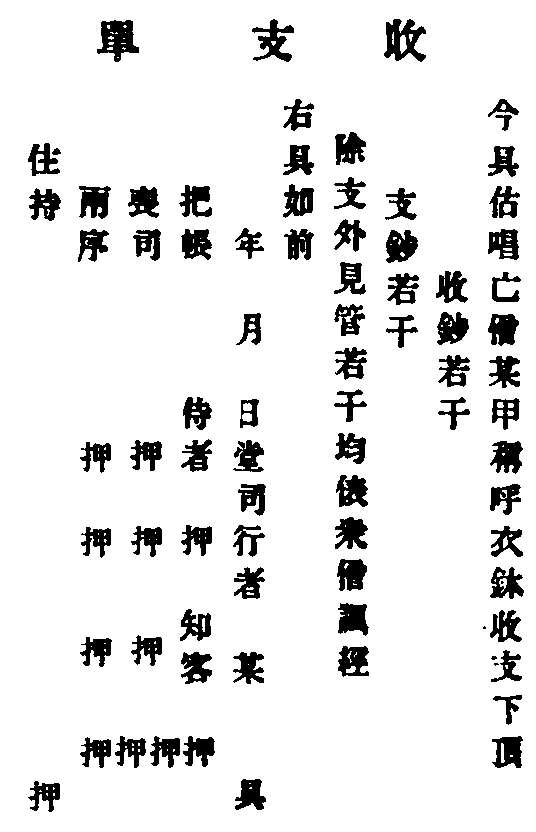 收支單
今具估唱亡僧某甲稱呼衣鉢收支下項
收鈔若干
支鈔若干
除支外見管若干均俵衆僧諷經
右具如前
年月日堂司行者某具
把帳侍者押知客押
喪司押押押押
兩序押押押押
住持押